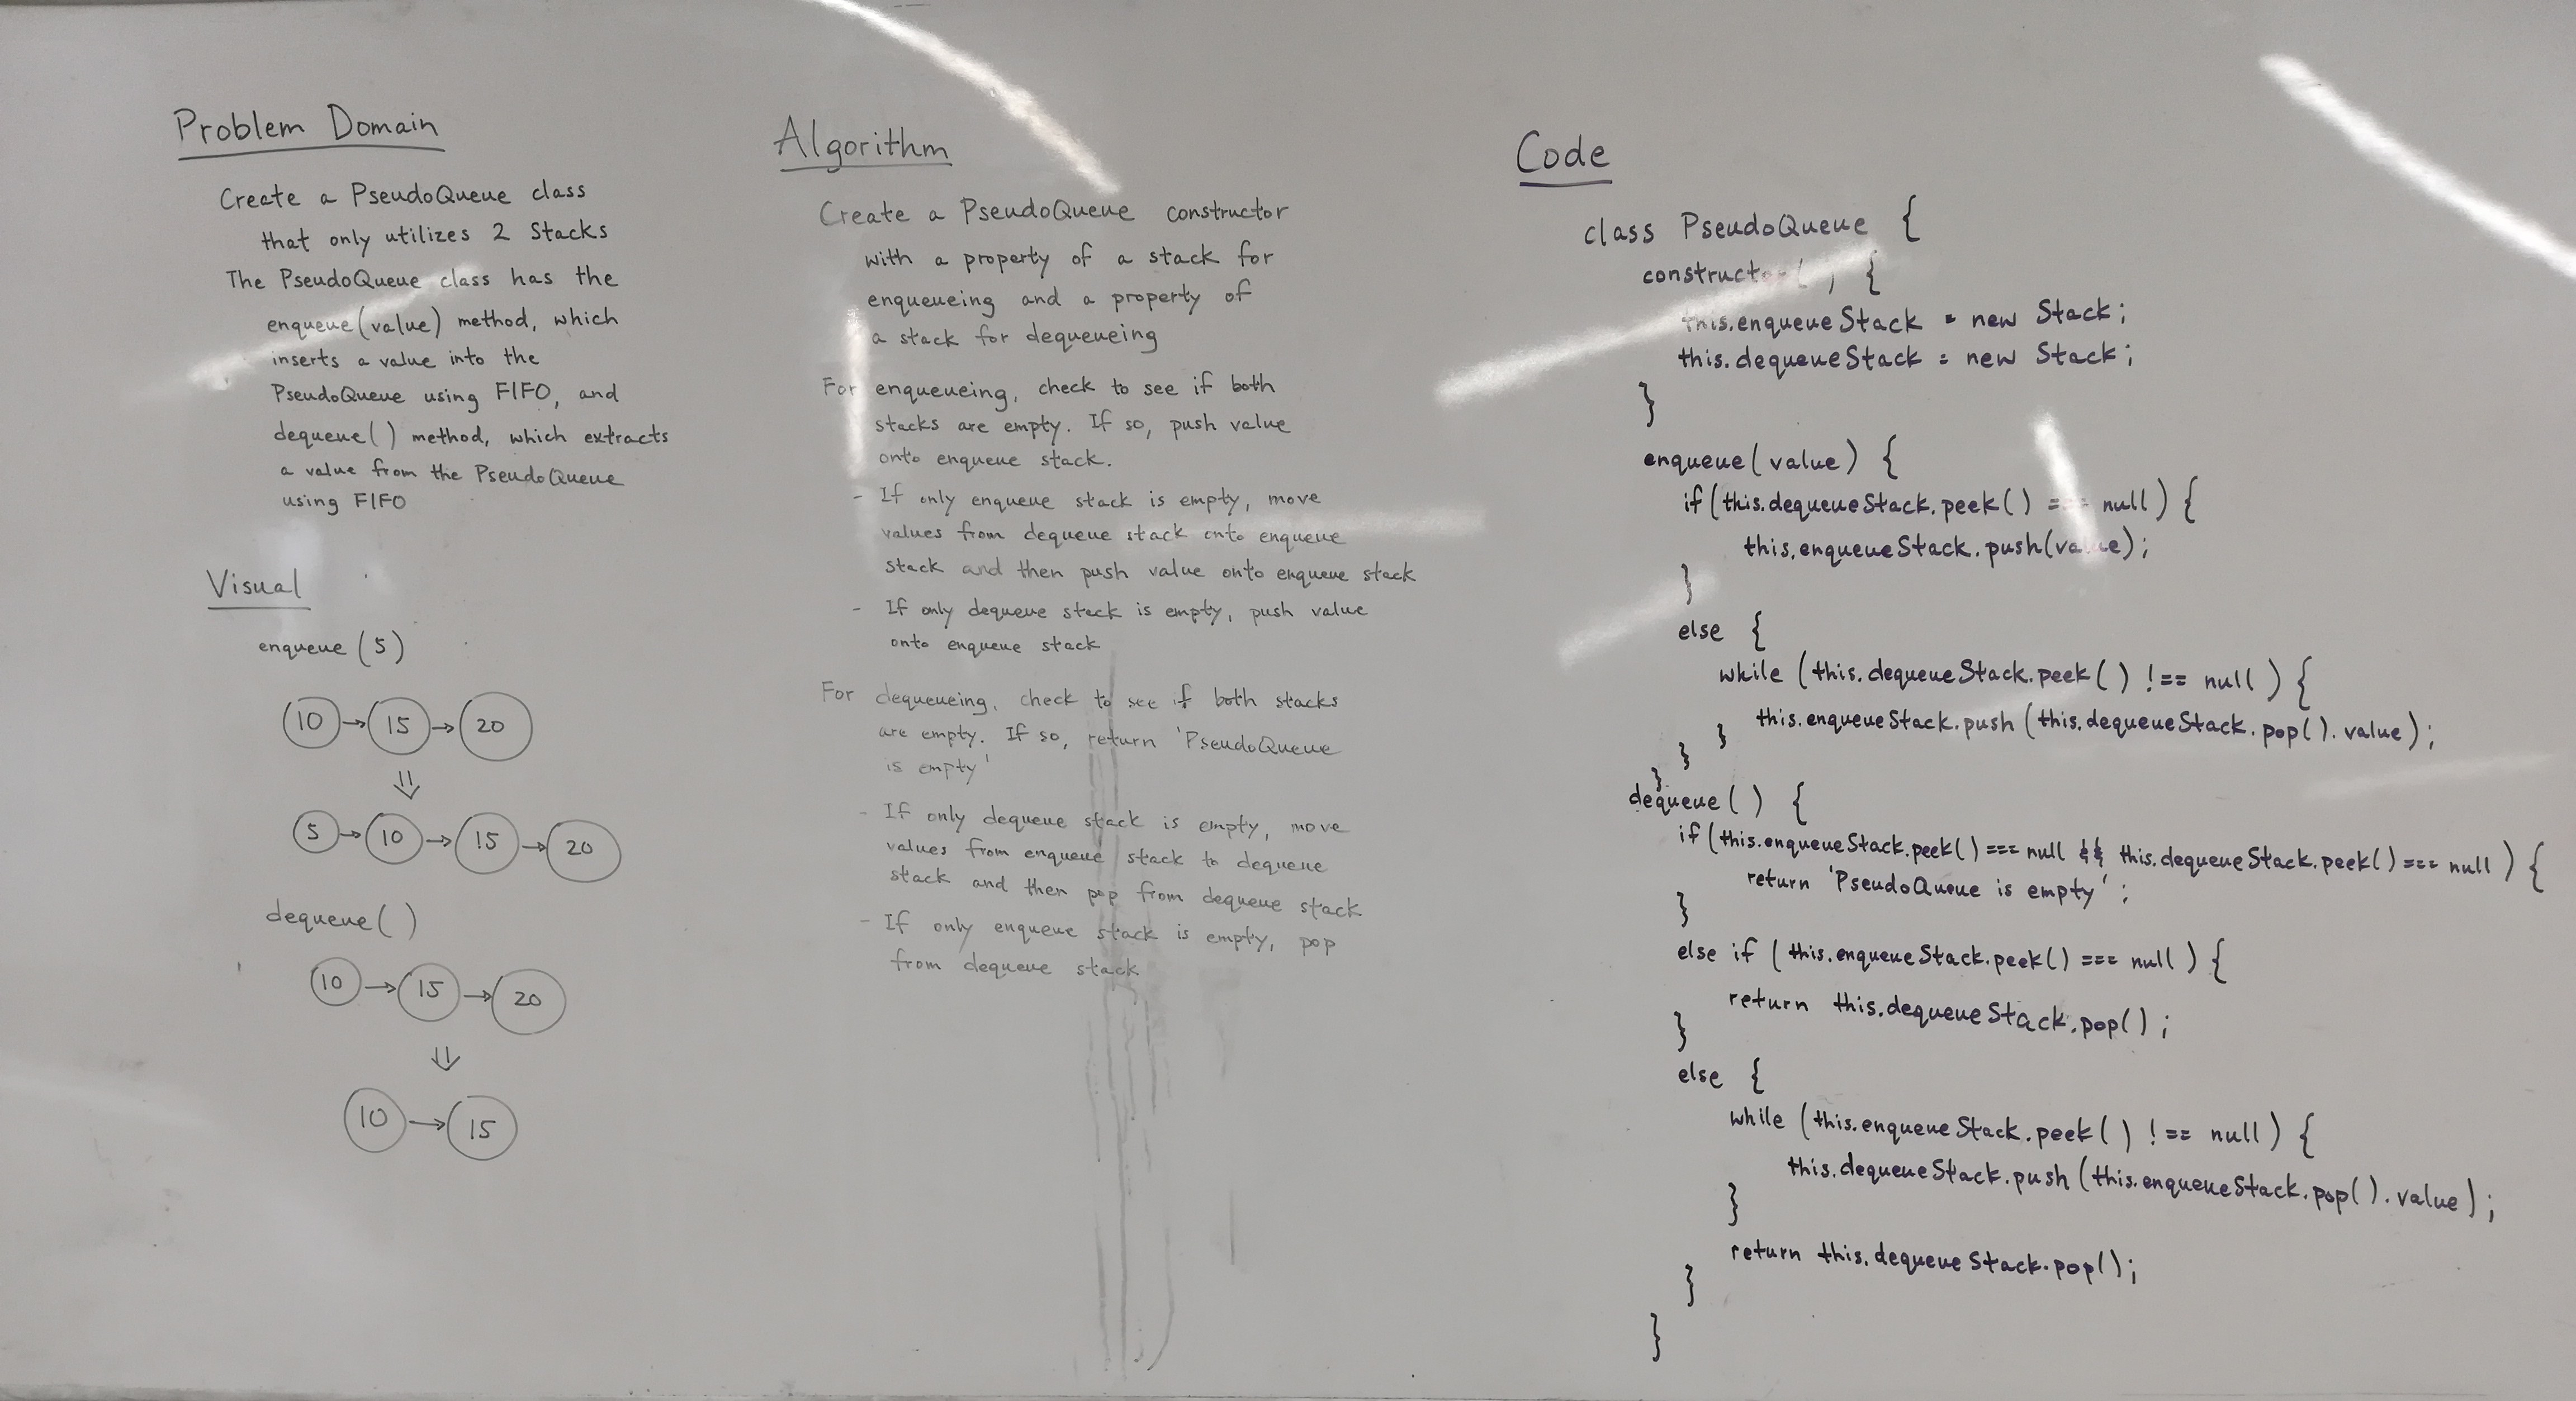 Problem Domain
Create a PseudoQueue class
that only utilizes 2 Stacks
The PseudoQueue class has the
enqueue(value) method, which
inserts a value into the
PseudoQueue using FIFO, and
dequeue() method, which extracts
a value from the PseudoQueue
using FIFO
Visual
enqueue(5)
10 → 15 → 20
⇓
5 → 10 → 15 → 20
dequeue()
10 → 15 → 20
⇓
10 → 15
Algorithm
Create a PseudoQueue constructor
with a property of a stack for
enqueueing and a property of
a stack for dequeueing
For enqueueing, check to see if both
stacks are empty. If so, push value
onto enqueue stack.
- If only enqueue stack is empty, move
values from dequeue stack onto enqueue
stack and then push value onto enqueue stack
- If only dequeue stack is empty, push value
onto enqueue stack
For dequeueing, check to see if both stacks
are empty. If so, return 'PseudoQueue
is empty'
- If only dequeue stack is empty, move
values from enqueue stack to dequeue
stack and then pop from dequeue stack
- If only enqueue stack is empty, pop
from dequeue stack
Code
class PseudoQueue {
constructor() {
this.enqueueStack = new Stack;
this.dequeueStack = new Stack;
}
enqueue(value) {
if(this.dequeueStack.peek() === null) {
this.enqueueStack.push(value);
}
else {
while (this.dequeueStack.peek() !== null) {
this.enqueueStack.push(this.dequeueStack.pop().value);
}
}
}
dequeue() {
if(this.enqueueStack.peek() === null && this.dequeueStack.peek() === null) {
return 'PseudoQueue is empty';
}
else if (this.enqueueStack.peek() === null) {
return this.dequeueStack.pop();
}
else {
while (this.enqueueStack.peek() !== null) {
this.dequeueStack.push(this.enqueueStack.pop().value);
}
return this.dequeueStack.pop();
}
}